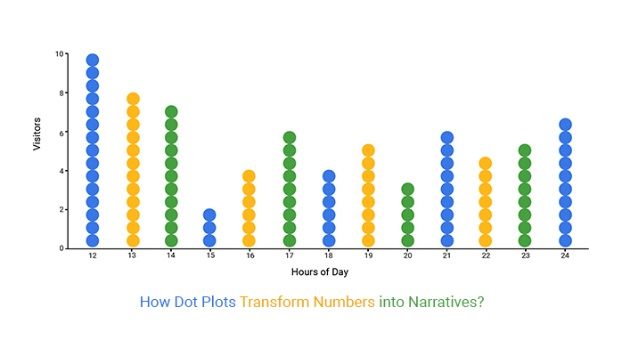 10
8
6
4
2
0
Visitors
12 13 14 15 16 17 18 19 20 21 22 23 24
Hours of Day
How Dot Plots Transform Numbers into Narratives?